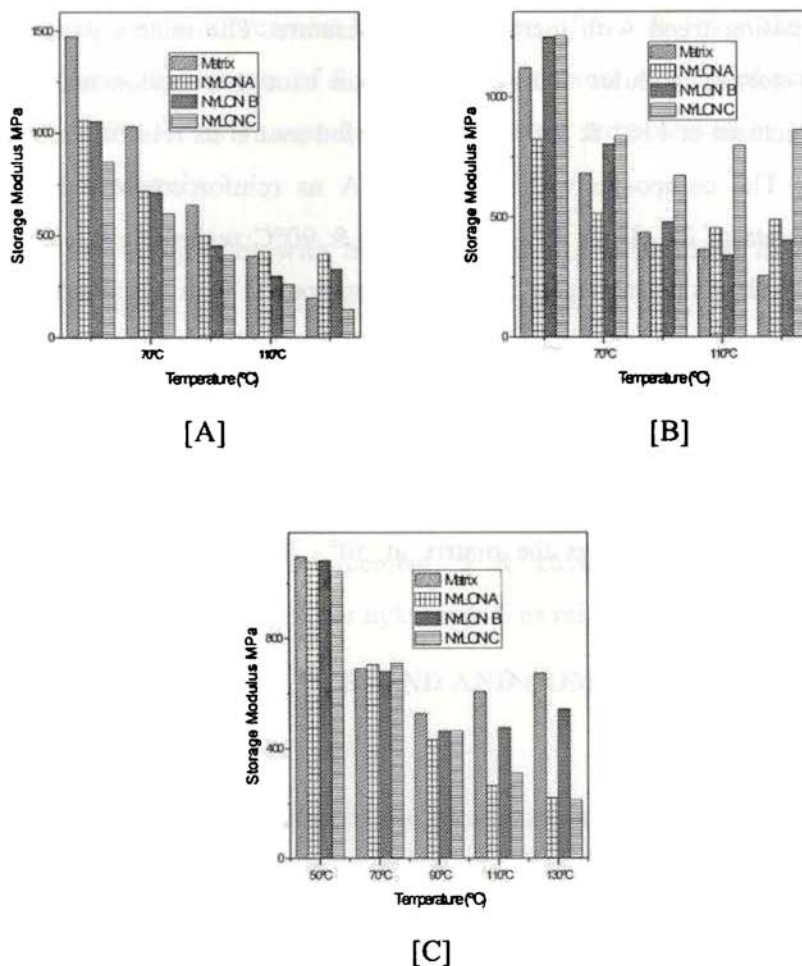 1500
1000
500
0
Storage Modulus MPa
Matrix
NYLON A
NYLON B
NYLON C
70°C
110°C
Temperature (°C)
[A]
1000
500
0
Storage Modulus MPa
Matrix
NYLON A
NYLON B
NYLON C
70°C
110°C
Temperature (°C)
[B]
800
400
0
Storage Modulus MPa
Matrix
NYLON A
NYLON B
NYLON C
50°C 70°C 90°C 110°C 130°C
Temperature (°C)
[C]